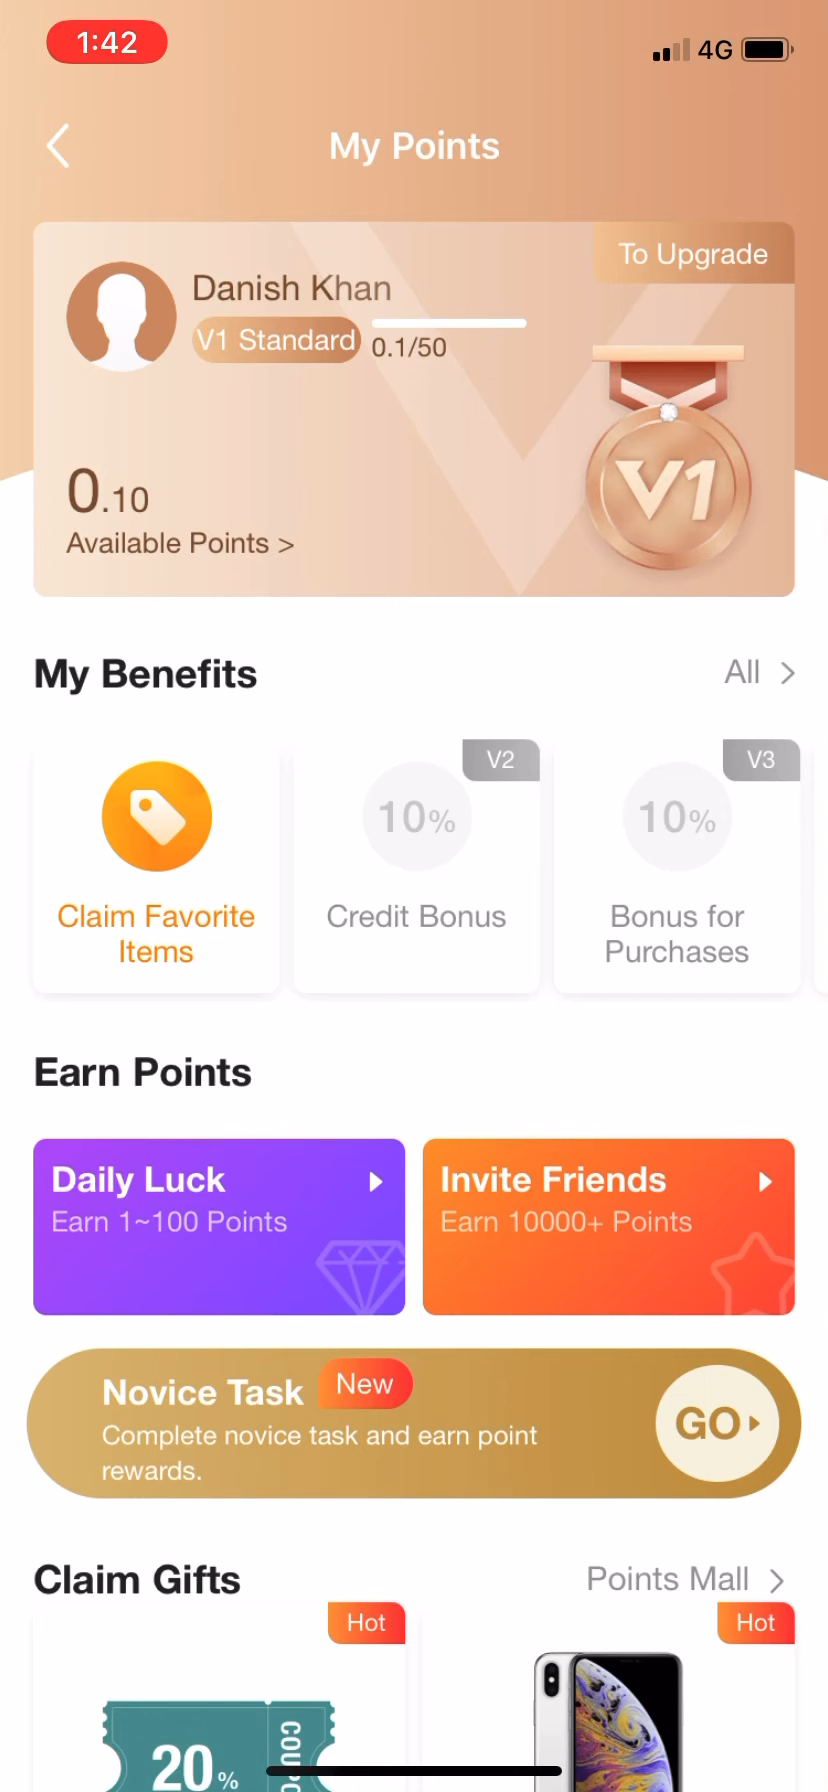 1:42
4G
My Points
To Upgrade
Danish Khan
V1 Standard
0.1/50
V1
0.10
Available Points >
My Benefits
All
V2
V3
10%
10%
Claim Favorite
Items
Credit Bonus
Bonus for
Purchases
Earn Points
Daily Luck
Earn 1~100 Points
Invite Friends
Earn 10000+ Points
Novice Task
New
Complete novice task and earn point
rewards.
GO
Claim Gifts
Points Mall
Hot
Hot
20%